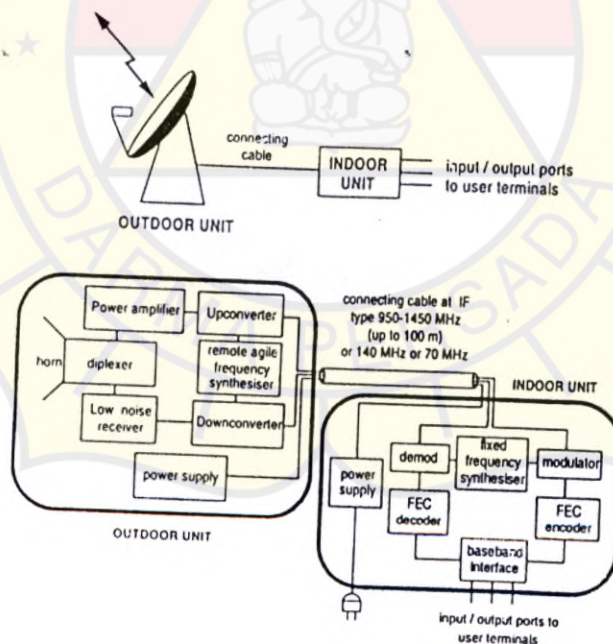 connecting
cable
INDOOR
UNIT
input / output ports
to user terminals
OUTDOOR UNIT
DARMA PERSADA
connecting cable at IF
type 950-1450 MHz
(up to 100 m)
or 140 MHz or 70 MHz
Power amplifier
Upconverter
horn
diplexer
remote agile
frequency
synthesiser
Low noise
receiver
Downconverter
power supply
OUTDOOR UNIT
INDOOR UNIT
power
supply
demod
fixed
frequency
synthesiser
modulator
FEC
decoder
FEC
encoder
baseband
interface
input / output ports to
user terminals